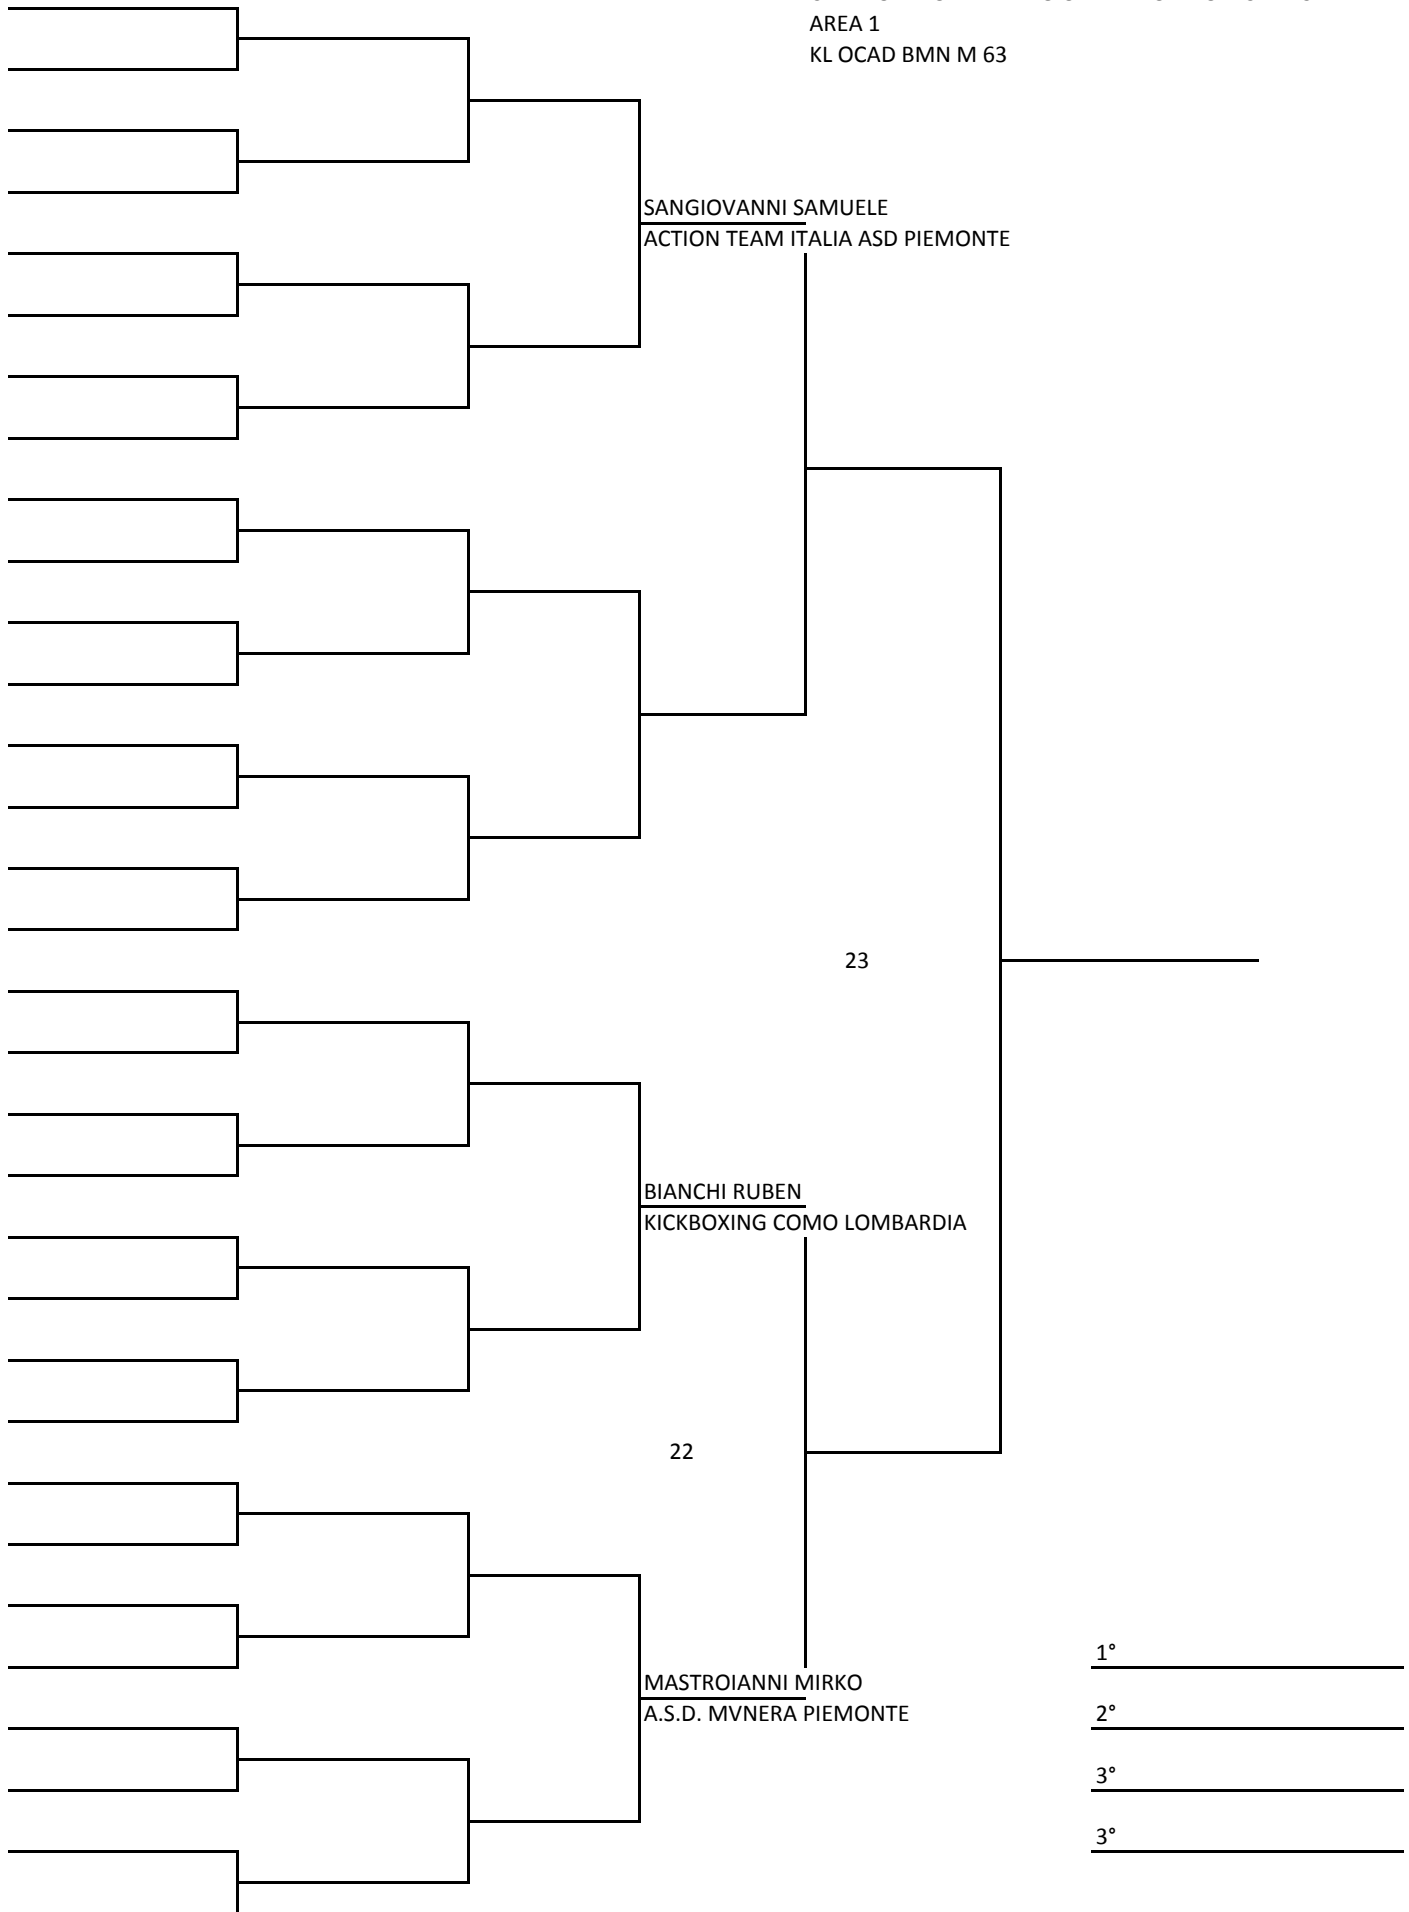 AREA 1
KL OCAD BMN M 63
SANGIOVANNI SAMUELE
ACTION TEAM ITALIA ASD PIEMONTE
23
BIANCHI RUBEN
KICKBOXING COMO LOMBARDIA
22
MASTROIANNI MIRKO
A.S.D. MVNERA PIEMONTE
1°
2°
3°
3°